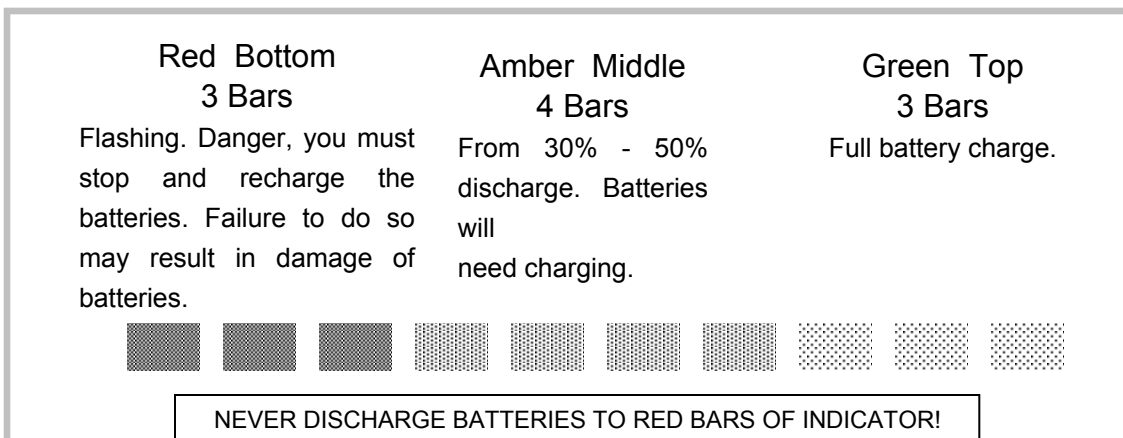 Red Bottom
3 Bars
Flashing. Danger, you must
stop and recharge the
batteries. Failure to do so
may result in damage of
batteries.
Amber Middle
4 Bars
From 30% - 50%
discharge. Batteries
will
need charging.
Green Top
3 Bars
Full battery charge.
NEVER DISCHARGE BATTERIES TO RED BARS OF INDICATOR!